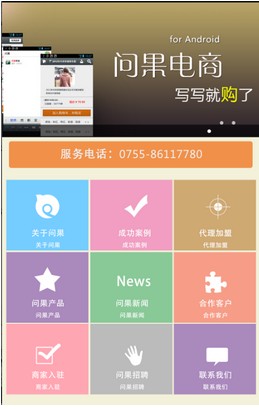 for Android
问果电商
写写就购了
服务电话：0755-86117780
关于问果
关于问果
成功案例
成功案例
代理加盟
代理加盟
问果产品
问果产品
News
问果新闻
问果新闻
合作客户
合作客户
商家入驻
商家入驻
问果招聘
问果招聘
联系我们
联系我们